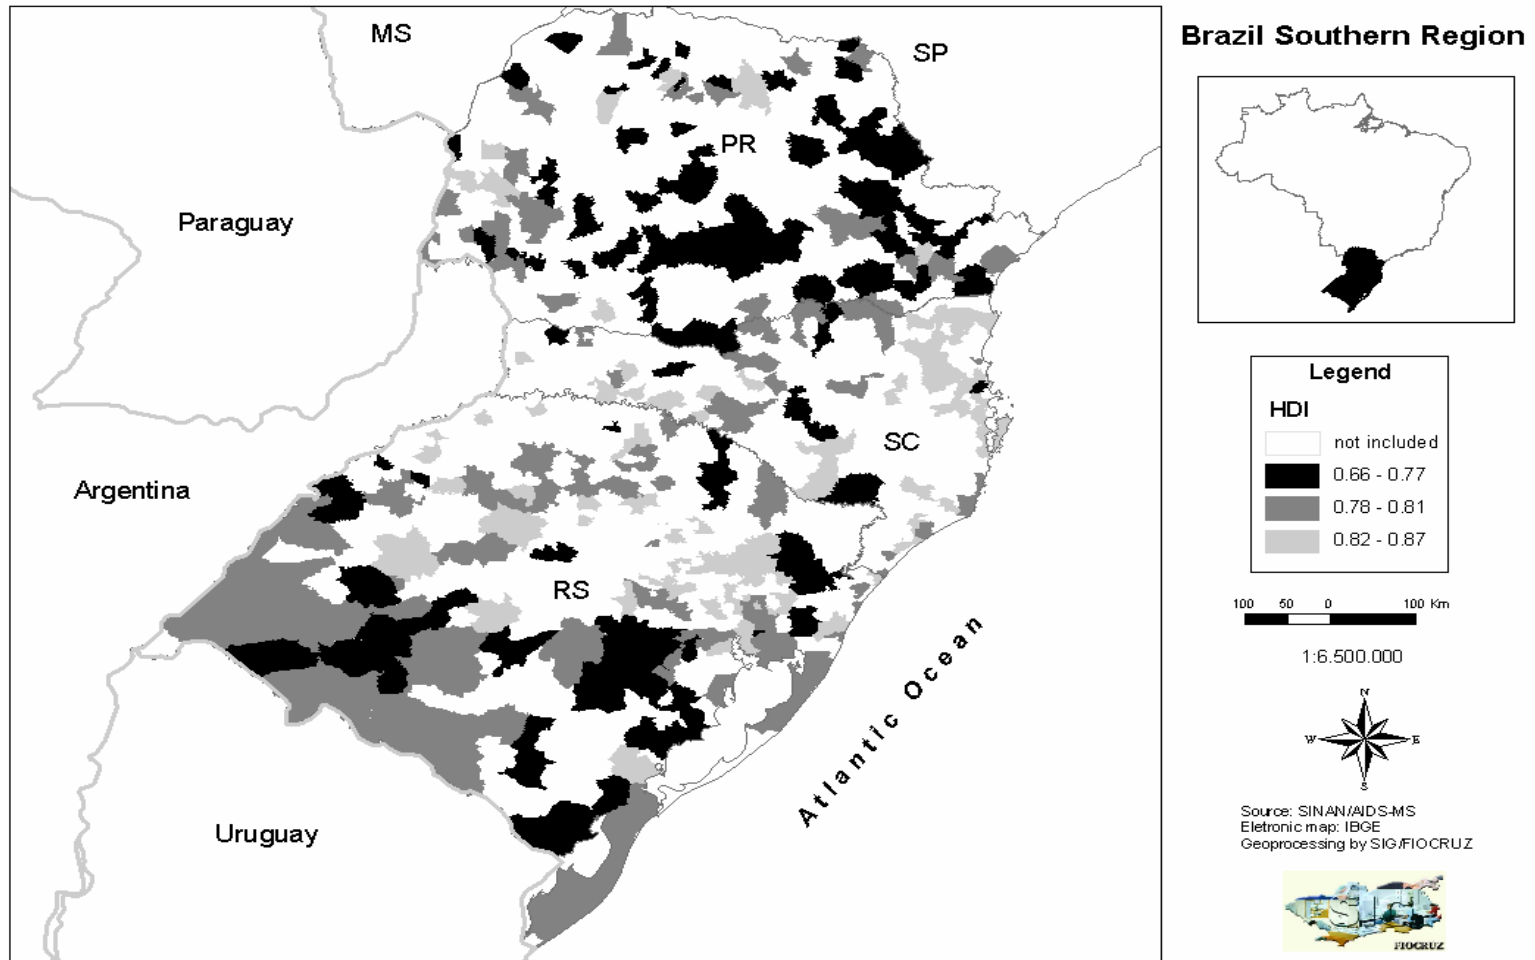 Brazil Southern Region
MS
SP
PR
Paraguay
Argentina
SC
RS
Uruguay
Atlantic Ocean
Legend
HDI
not included
0.66 - 0.77
0.78 - 0.81
0.82 - 0.87
100 50 0 100 Km
1:6.500.000
N
W E
S
Source: SINAN/AIDS-MS
Eletronic map: IBGE
Geoprocessing by SIG/FIOCRUZ
SIG
FIOCRUZ